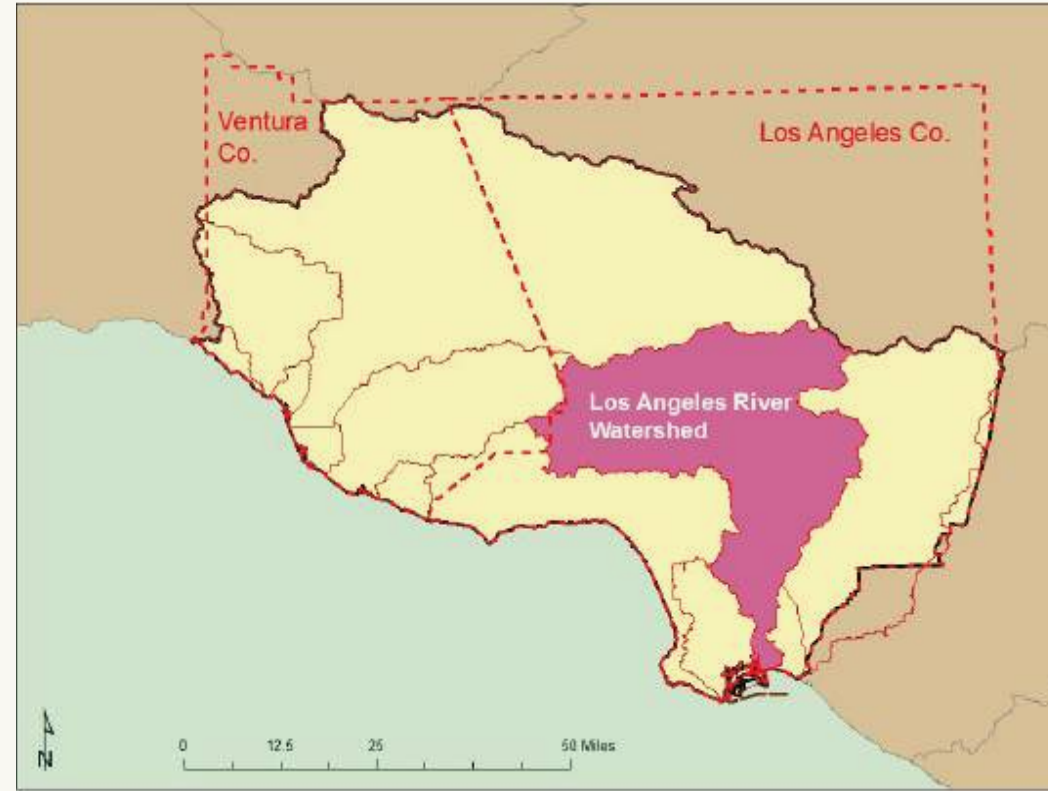 Ventura
Co.
Los Angeles Co.
Los Angeles River
Watershed
N
0 12.5 25 50 Miles